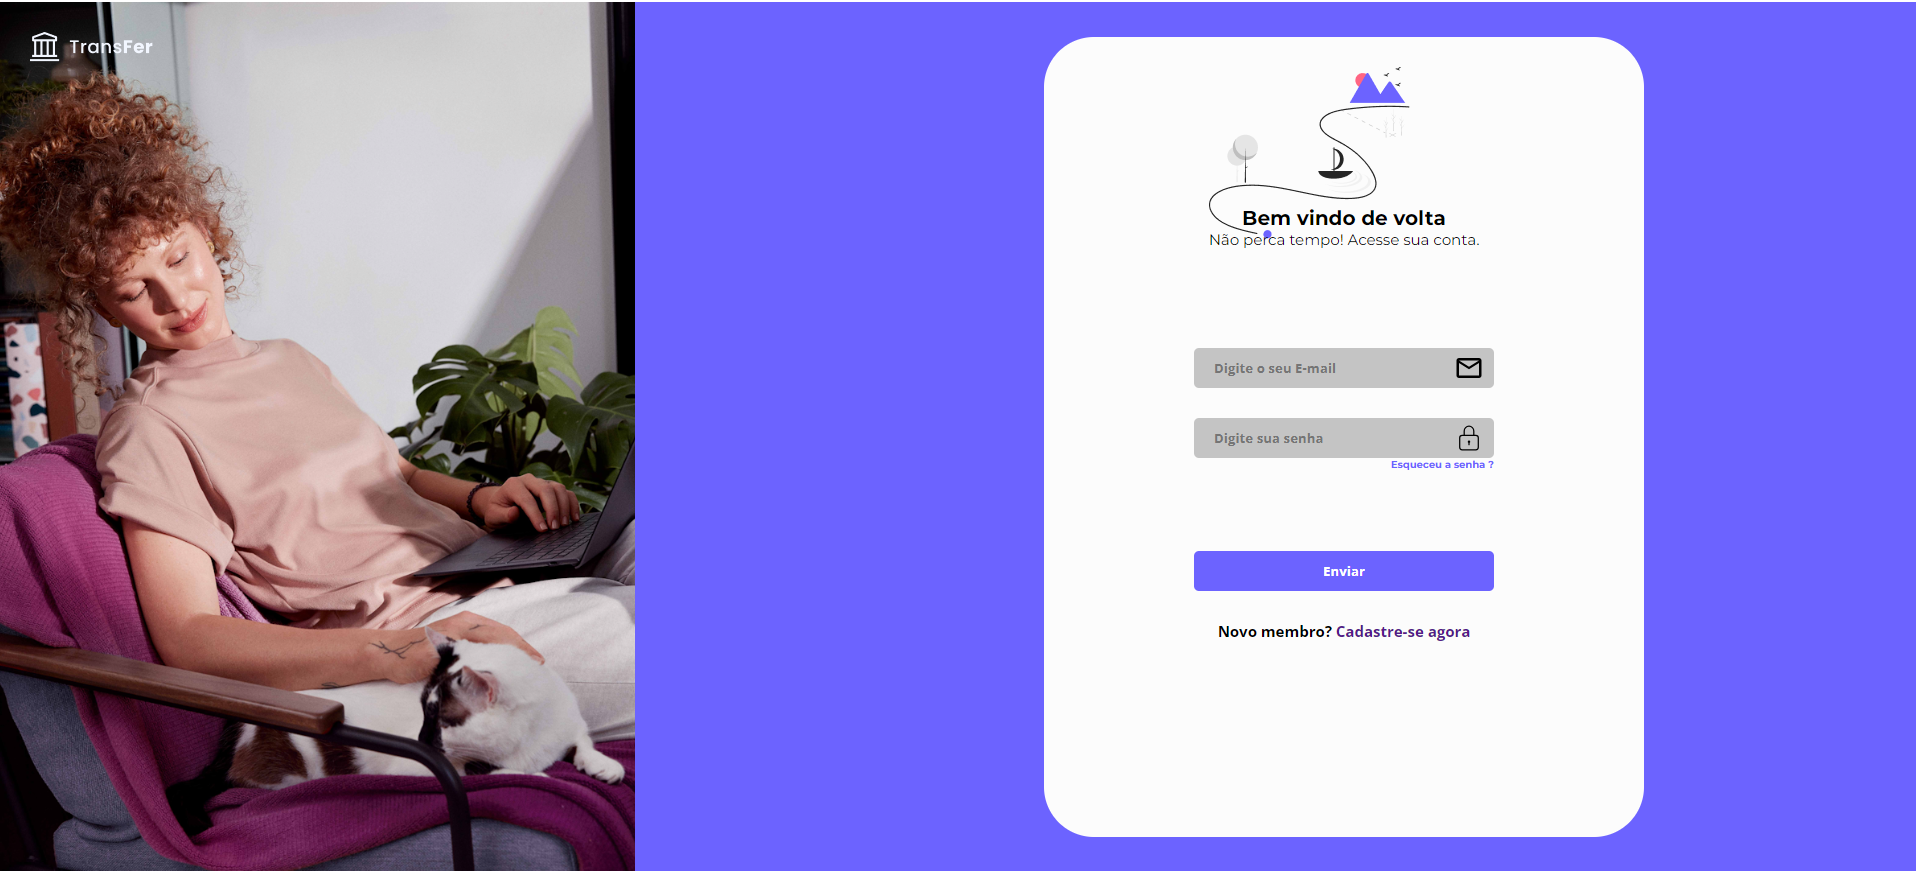 TransFer
Bem vindo de volta
Não perca tempo! Acesse sua conta.
Digite o seu E-mail
Digite sua senha
Esqueceu a senha ?
Enviar
Novo membro? Cadastre-se agora